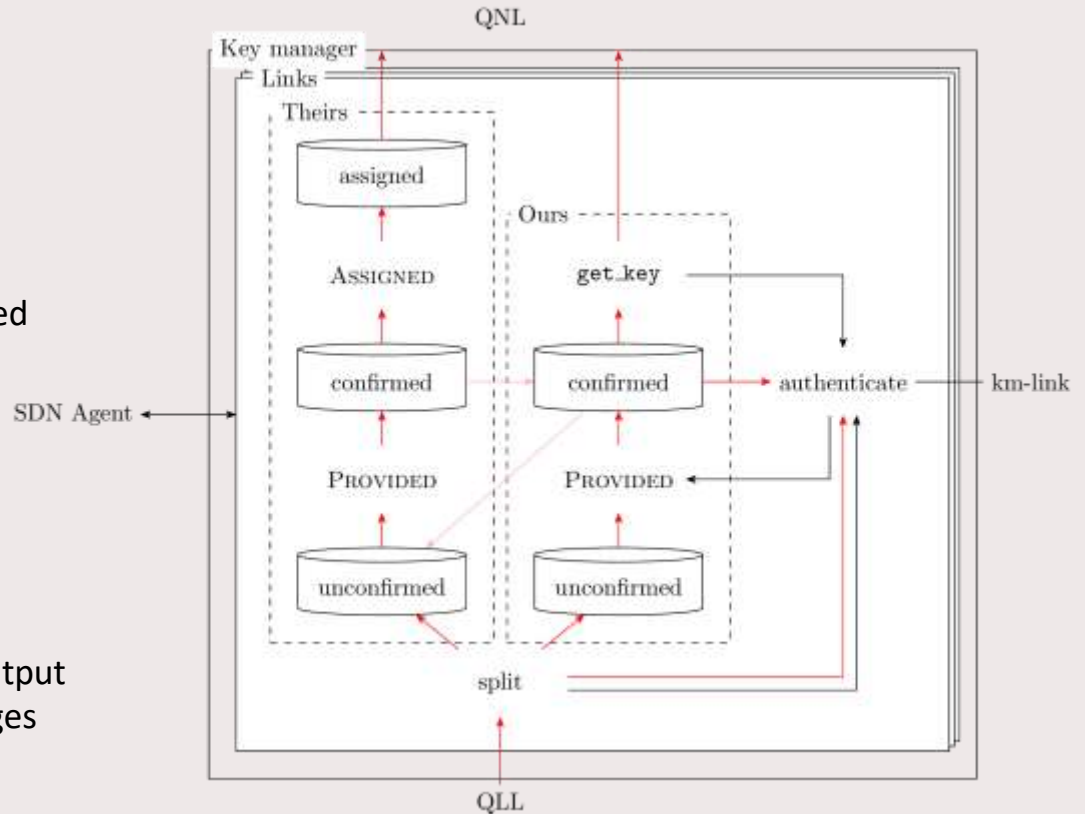 QNL
Key manager
Links
Theirs
assigned
Ours
ASSIGNED
get_key
ed
confirmed
confirmed
authenticate
km-link
SDN Agent
PROVIDED
PROVIDED
unconfirmed
unconfirmed
tput
split
ges
QLL